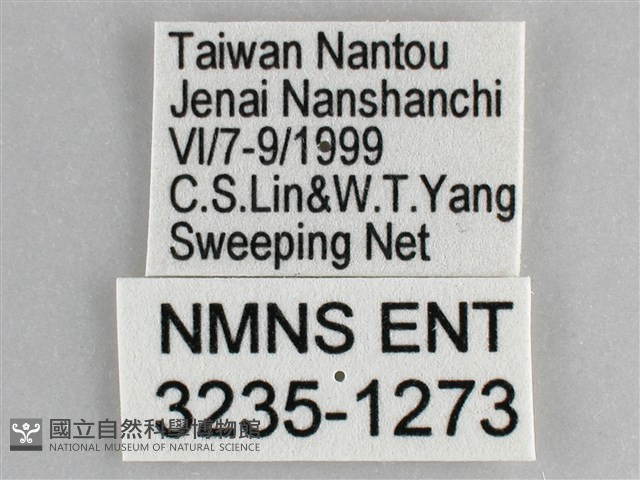 Taiwan Nantou
Jenai Nanshanchi
VI/7-9/1999
C.S.Lin&W.T.Yang
Sweeping Net
NMNS ENT
3235-1273
國立自然科學博物館
NATIONAL MUSEUM OF NATURAL SCIENCE